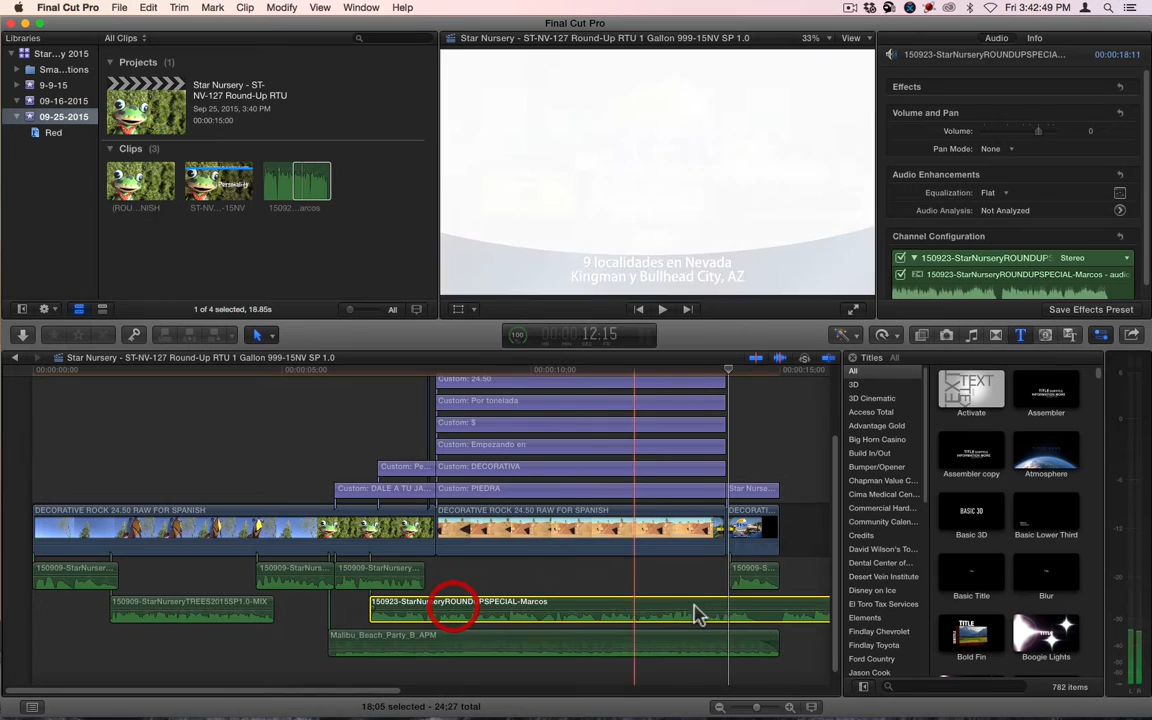 Final Cut Pro File Edit Trim Mark Clip Modify View Window Help
Fri 3:42:49 PM
Final Cut Pro
Libraries
All Clips
Star...y 2015
Sma...tions
9-9-15
09-16-2015
09-25-2015
Red
Projects (1)
Star Nursery - ST-
NV-127 Round-Up RTU
Sep 25, 2015, 3:40 PM
00:00:15:00
Clips (3)
(ROU...NISH
Personality
ST-NV...-15NV
15092...arcos
1 of 4 selected, 18.85s
All
Star Nursery - ST-NV-127 Round-Up RTU 1 Gallon 999-15NV SP 1.0
33%
View
9 localidades en Nevada
Kingman y Bullhead City, AZ
Audio Info
150923-StarNurseryROUNDUPSPECIA...
00:00:18:11
Effects
Volume and Pan
Volume: 0
Pan Mode: None
Audio Enhancements
Equalization: Flat
Audio Analysis: Not Analyzed
Channel Configuration
150923-StarNurseryROUNDUPS Stereo
150923-StarNurseryROUNDUPSPECIAL-Marcos - audio
Save Effects Preset
100
12:15
Star Nursery - ST-NV-127 Round-Up RTU 1 Gallon 999-15NV SP 1.0
00:00:00:00
00:00:05:00
00:00:10:00
00:00:15:00
Custom: 24.50
Custom: Por tonelada
Custom: $
Custom: Empezando en
Custom: Pe...
Custom: DECORATIVA
Custom: DALE A TU JA...
Custom: PIEDRA
Star Nurse...
DECORATIVE ROCK 24.50 RAW FOR SPANISH
DECORATIVE ROCK 24.50 RAW FOR SPANISH
DECORATI...
150909-StarNursar...
150909-StarNurs...
150909-StarNursery...
150909-S...
150909-StarNurseryTREES2015SP1.0-MIX
150923-StarNurseryROUNDUPSPECIAL-Marcos
Malibu_Beach_Party_B_APM
18:05 selected - 24:27 total
Titles All
All
3D
3D Cinematic
Acceso Total
Advantage Gold
Big Horn Casino
Build In/Out
Bumper/Opener
Chapman Value C...
Cima Medical Cen...
Commercial Hard...
Community Calen...
Credits
David Wilson's To...
Dental Center of...
Desert Vein Institute
Disney on Ice
El Toro Tax Services
Elements
Findlay Chevrolet
Findlay Toyota
Ford Country
Jason Cook
Activate
Assembler
Assembler copy
Atmosphere
BASIC 3D
Basic 3D
Basic Lower Third
Basic Title
Blur
Bold Fin
Boogie Lights
782 items